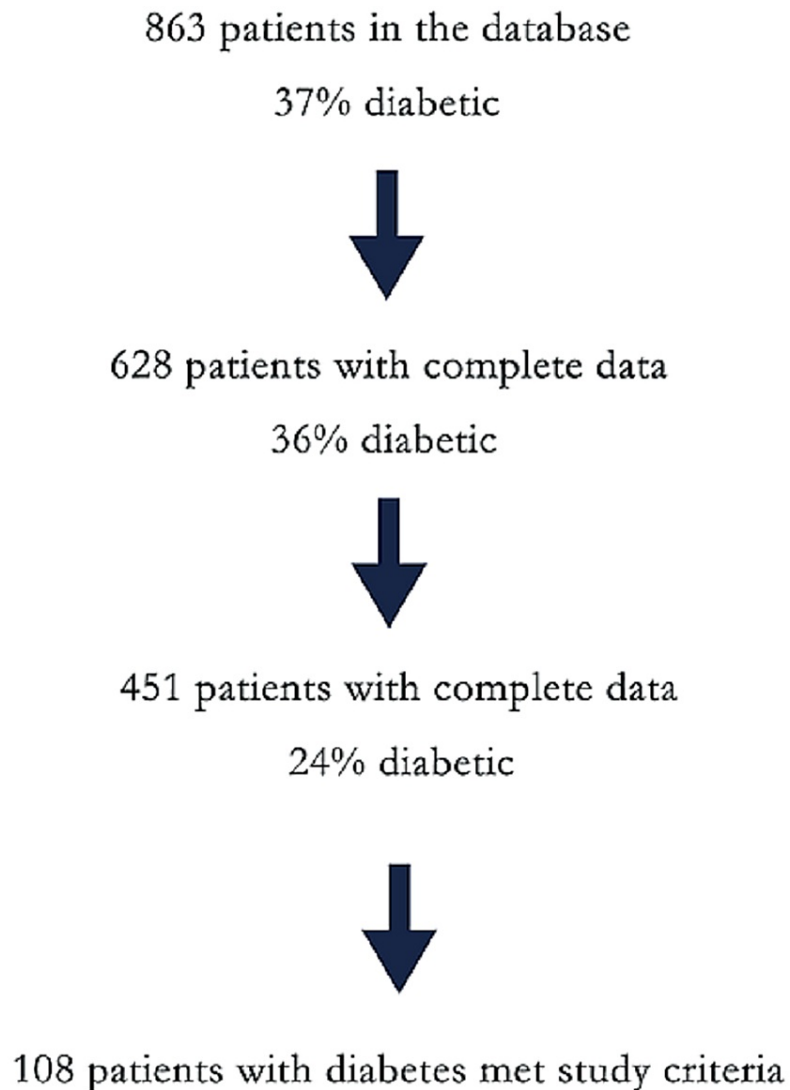 863 patients in the database
37% diabetic
628 patients with complete data
36% diabetic
451 patients with complete data
24% diabetic
108 patients with diabetes met study criteria